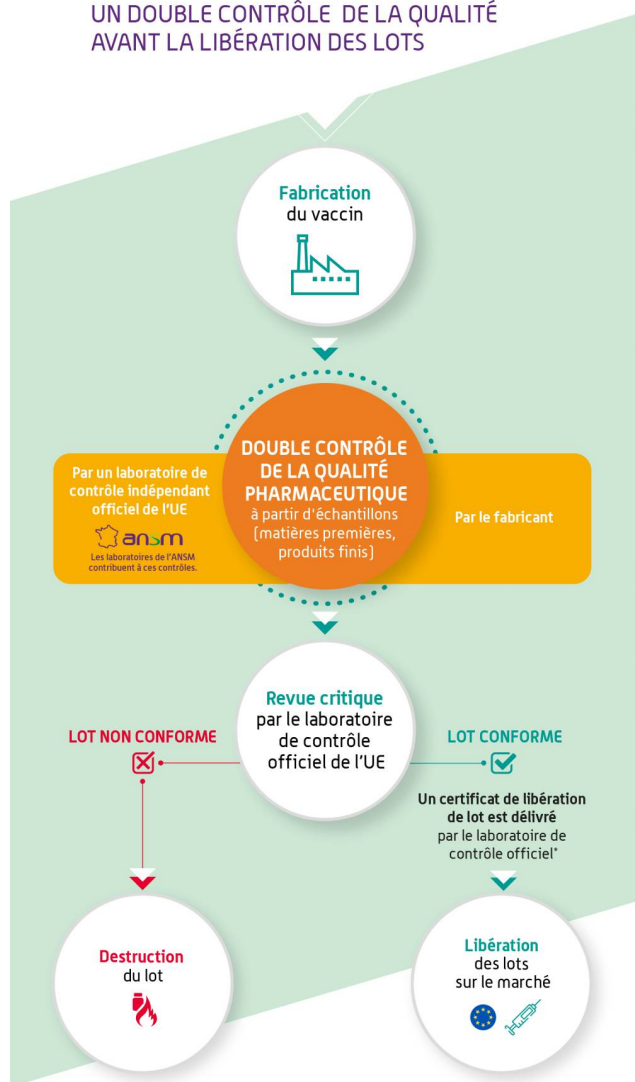 UN DOUBLE CONTRÔLE DE LA QUALITÉ
AVANT LA LIBÉRATION DES LOTS
Fabrication
du vaccin
DOUBLE CONTRÔLE
DE LA QUALITÉ
PHARMACEUTIQUE
à partir d'échantillons
(matières premières,
produits finis)
Par un laboratoire de
contrôle indépendant
officiel de l'UE
ansm
Les laboratoires de l'ANSM
contribuent à ces contrôles.
Par le fabricant
Revue critique
par le laboratoire
de contrôle
officiel de l'UE
LOT NON CONFORME
LOT CONFORME
Un certificat de libération
de lot est délivré
par le laboratoire de
contrôle officiel*
Destruction
du lot
Libération
des lots
sur le marché